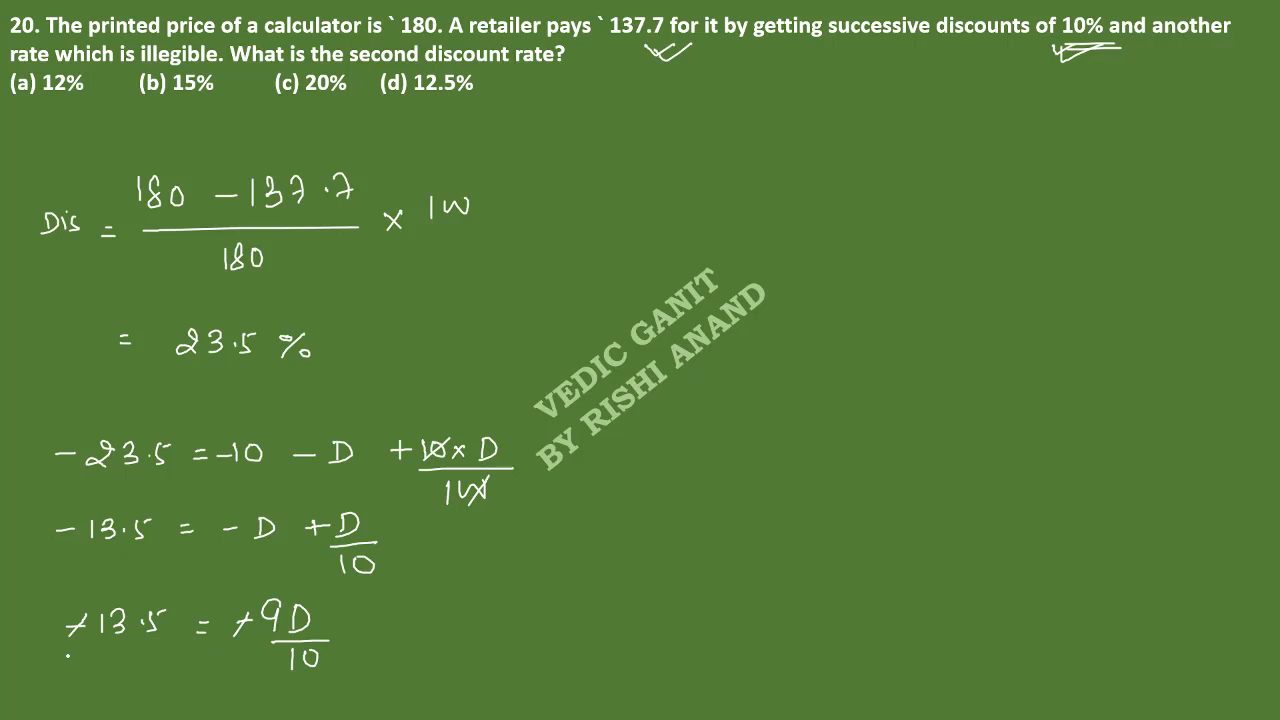 20. The printed price of a calculator is ` 180. A retailer pays ` 137.7 for it by getting successive discounts of 10% and another
rate which is illegible. What is the second discount rate?
(a) 12% (b) 15% (c) 20% (d) 12.5%
180 - 137.7
Dis = × 100
180
= 23.5 %
VEDIC GANIT
BY RISHI ANAND
- 23.5 = -10 - D + 10 × D
100
- 13.5 = - D + D
10
- 13.5 = - 9D
10